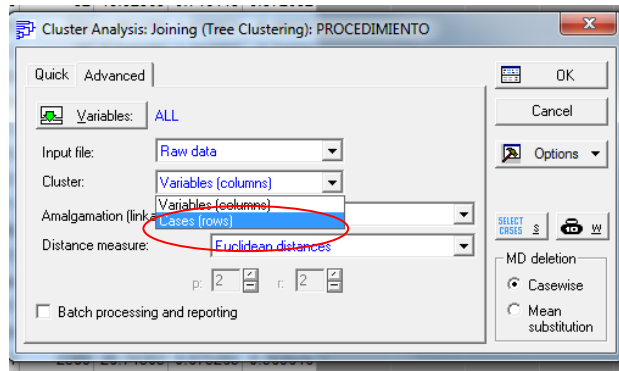 Cluster Analysis: Joining (Tree Clustering): PROCEDIMIENTO
Quick Advanced
OK
Variables: ALL
Cancel
Input file: Raw data
Options
Cluster: Variables (columns)
Variables (columns)
Cases (rows)
Amalgamation (link
SELECT CASES S W
Distance measure: Euclidean distances
MD deletion
p: 2 r: 2
Casewise
Mean substitution
Batch processing and reporting